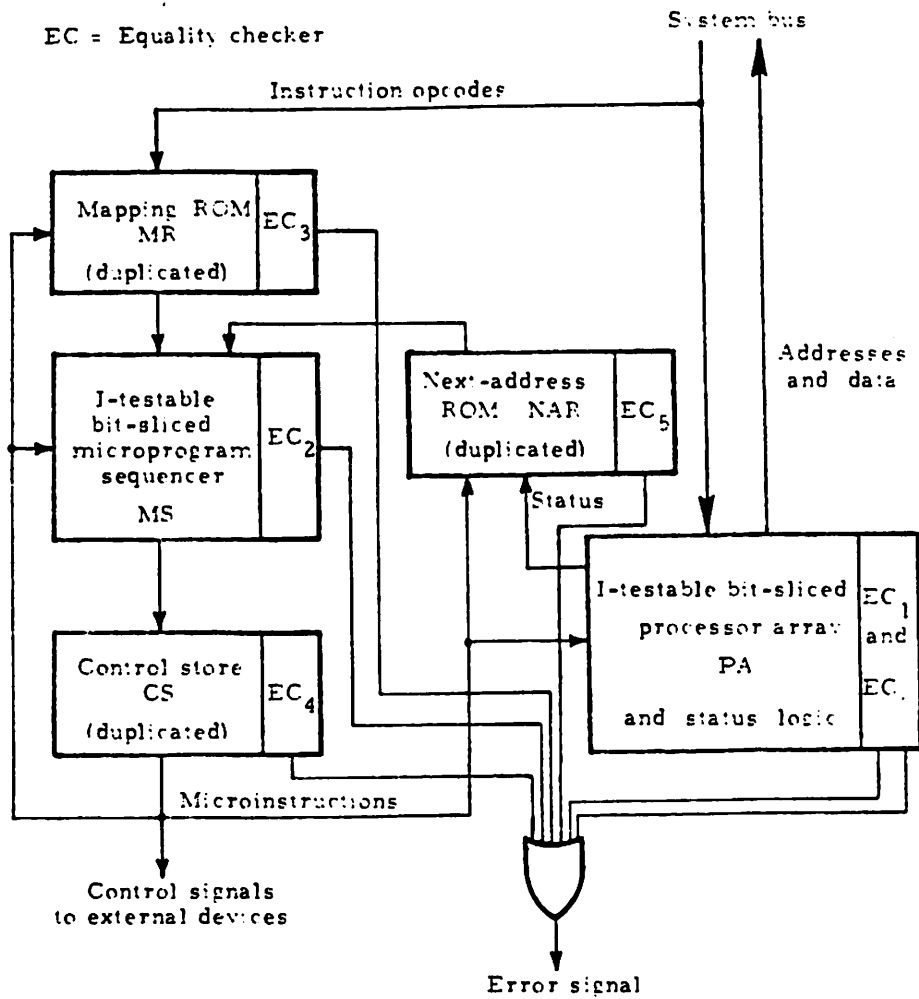 EC = Equality checker
System bus
Instruction opcodes
Mapping ROM
MR
(duplicated)
EC3
I-testable
bit-sliced
microprogram
sequencer
MS
EC2
Next-address
ROM NAR
(duplicated)
EC5
Addresses
and data
Status
I-testable bit-sliced
processor array
PA
and status logic
EC1
and
EC
Control store
CS
(duplicated)
EC4
Microinstructions
Control signals
to external devices
Error signal